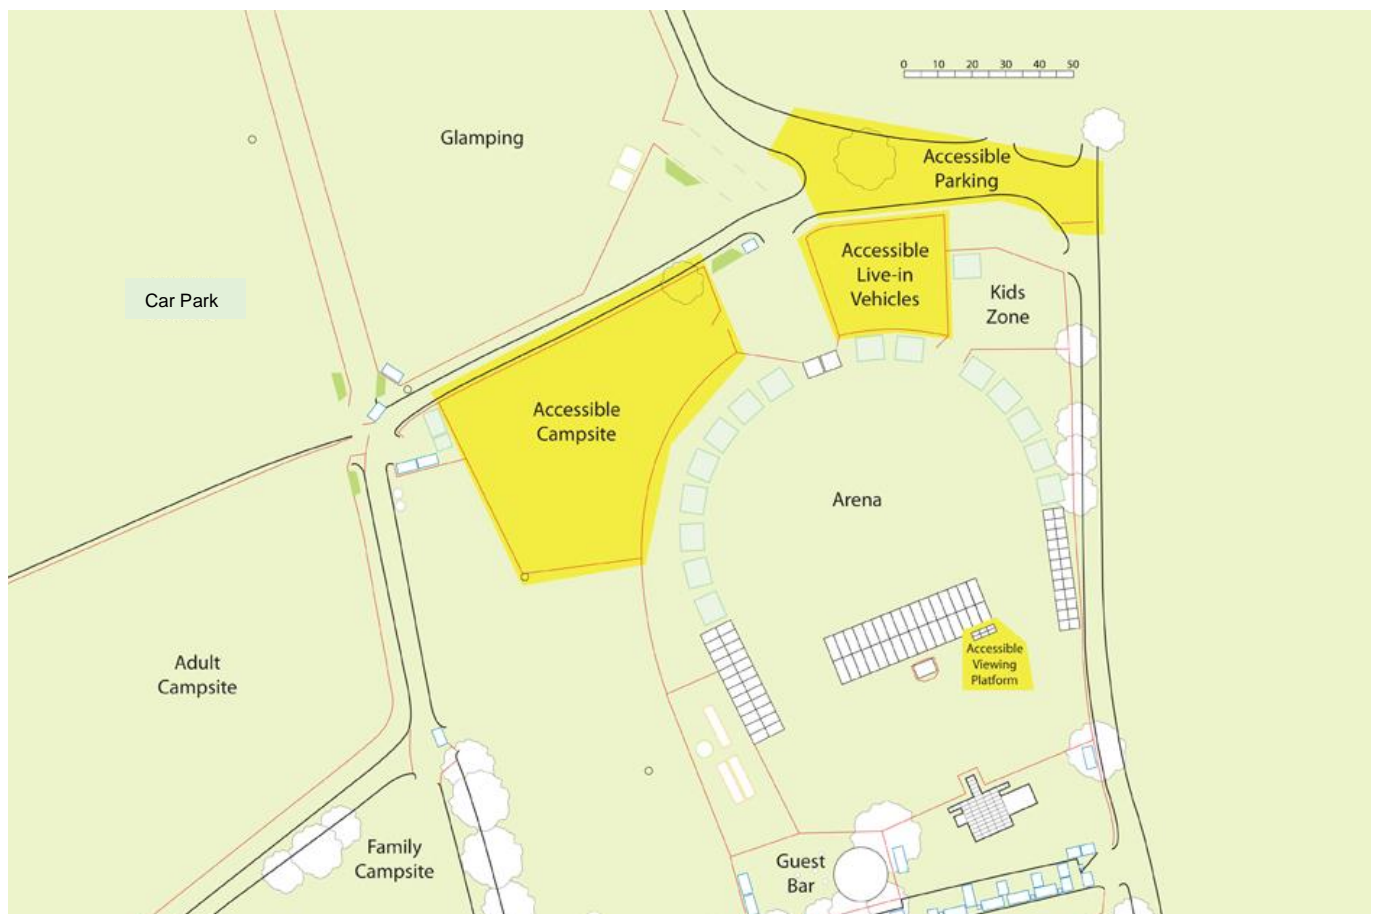 0 10 20 30 40 50
Glamping
Accessible
Parking
Accessible
Live-in
Vehicles
Kids
Zone
Car Park
Accessible
Campsite
Arena
Adult
Campsite
Accessible
Viewing
Platform
Family
Campsite
Guest
Bar